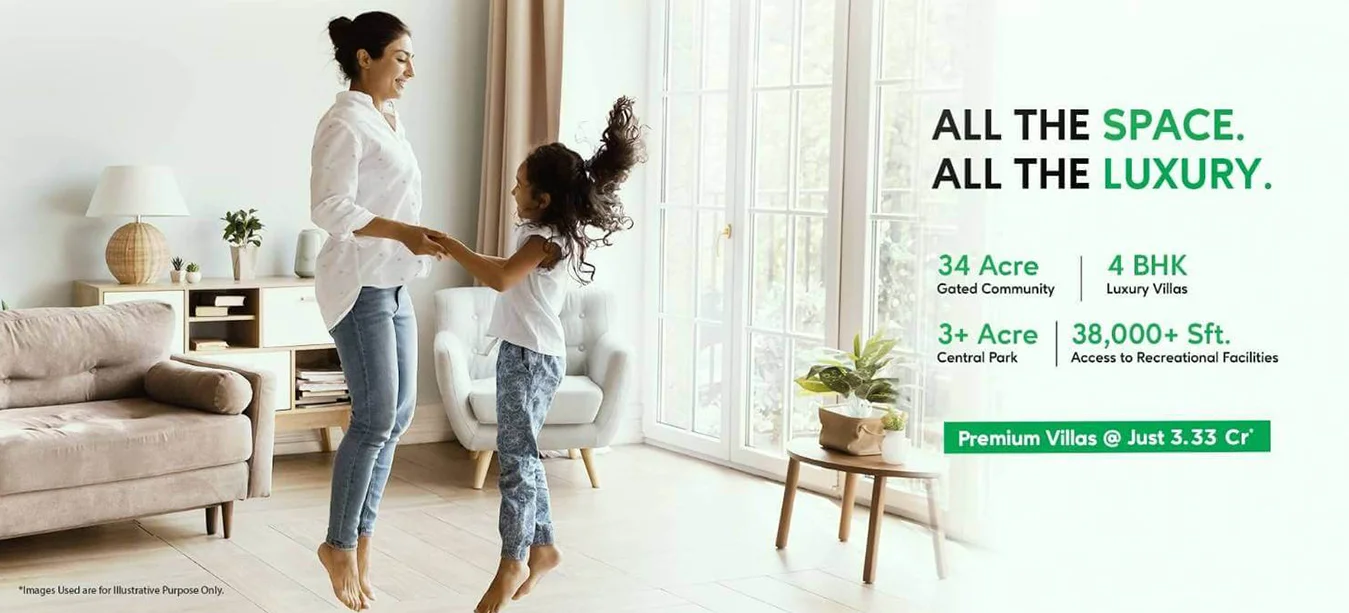 ALL THE SPACE.
ALL THE LUXURY.
34 Acre
Gated Community
4 BHK
Luxury Villas
3+ Acre
Central Park
38,000+ Sft.
Access to Recreational Facilities
Premium Villas @ Just 3.33 Cr*
*Images Used are for Illustrative Purpose Only.